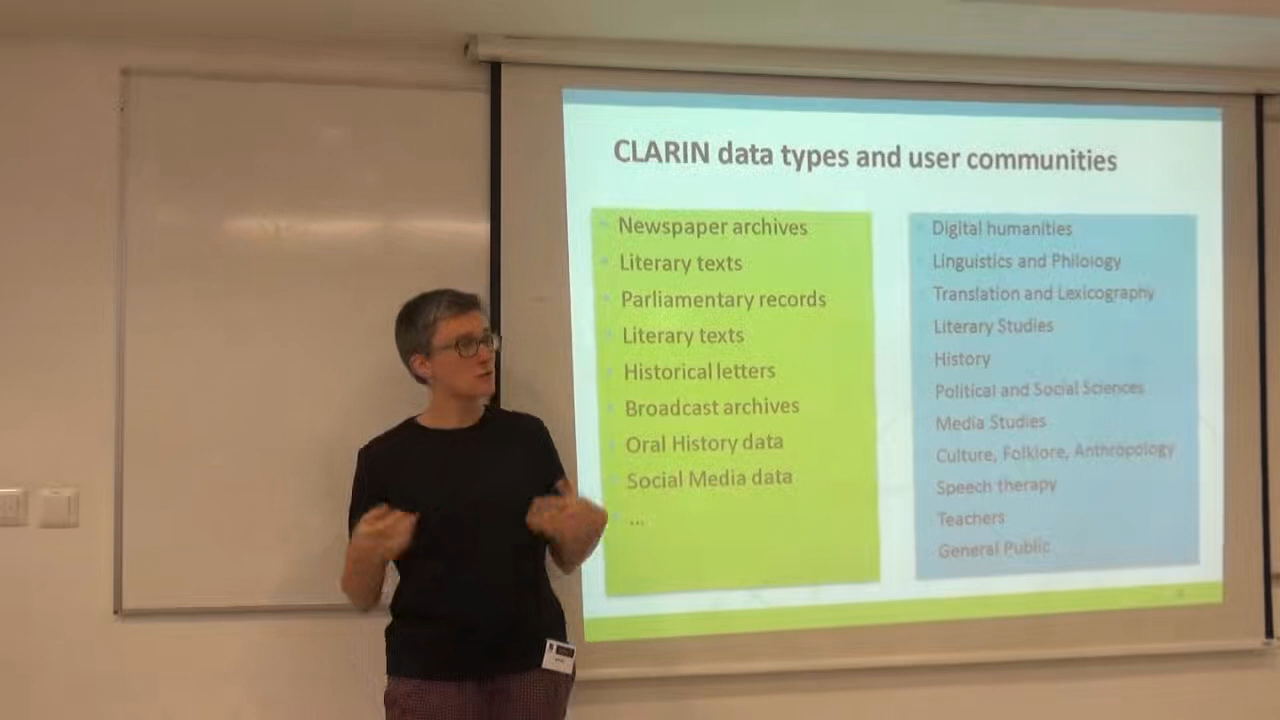 CLARIN data types and user communities
Newspaper archives
Literary texts
Parliamentary records
Literary texts
Historical letters
Broadcast archives
Oral History data
Social Media data
...
Digital humanities
Linguistics and Philology
Translation and Lexicography
Literary Studies
History
Political and Social Sciences
Media Studies
Culture, Folklore, Anthropology
Speech therapy
Teachers
General Public